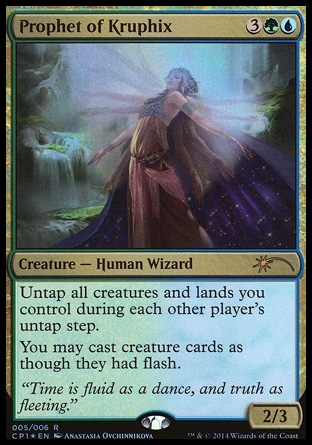 Prophet of Kruphix 3
Creature — Human Wizard
Untap all creatures and lands you
control during each other player's
untap step.
You may cast creature cards as
though they had flash.
"Time is fluid as a dance, and truth as
fleeting."
2/3
005/006 R
CP1 ★ EN Anastasia Ovchinnikova
™ & © 2014 Wizards of the Coast